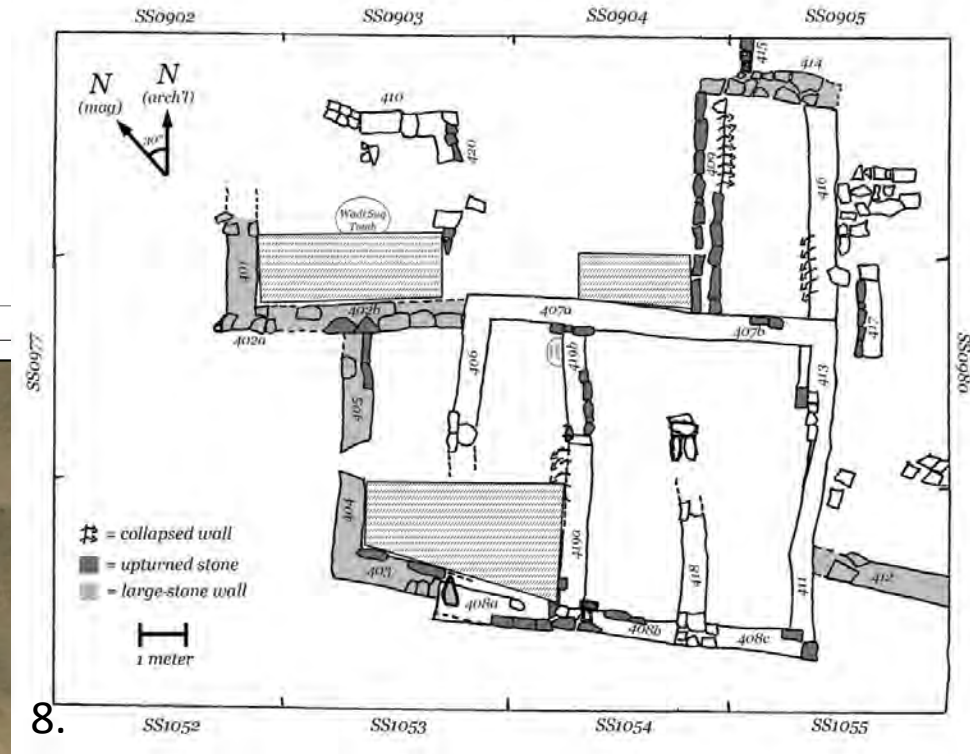 SS0902 SS0903 SS0904 SS0905
N
(mag)
N
(arch'l)
30°
410
420
415
414
409
416
Wadi Suq
Tomb
401
402b
402a
407a
407b
417
413
SS0977
SS0980
406
419b
405
404
403
419a
418
411
412
408a
408b
408c
= collapsed wall
= upturned stone
= large-stone wall
1 meter
8.
SS1052 SS1053 SS1054 SS1055